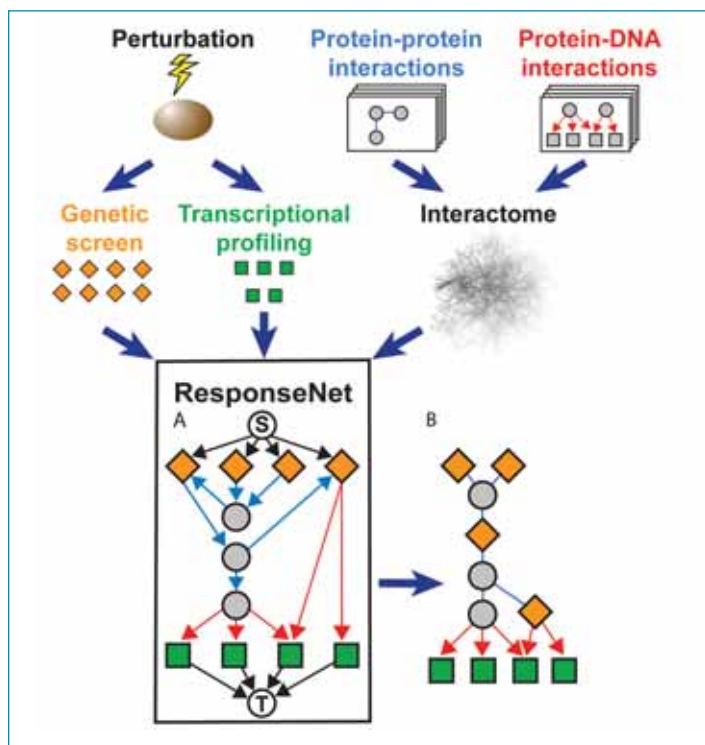 Perturbation
Protein-protein
interactions
Protein-DNA
interactions
Genetic
screen
Transcriptional
profiling
Interactome
ResponseNet
A
S
T
B